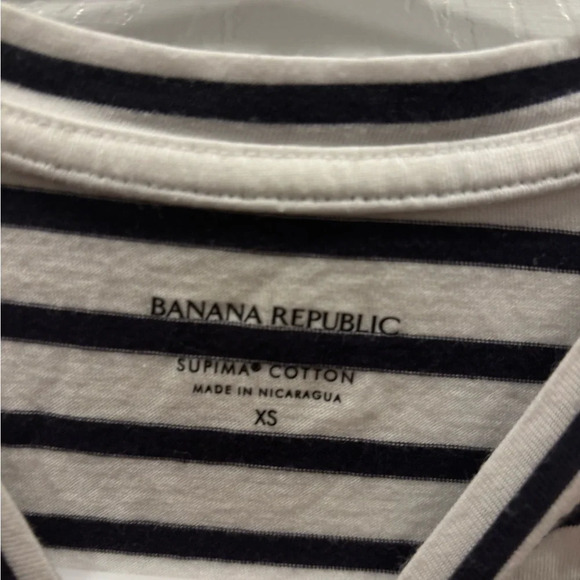 BANANA REPUBLIC
SUPIMA® COTTON
MADE IN NICARAGUA
XS